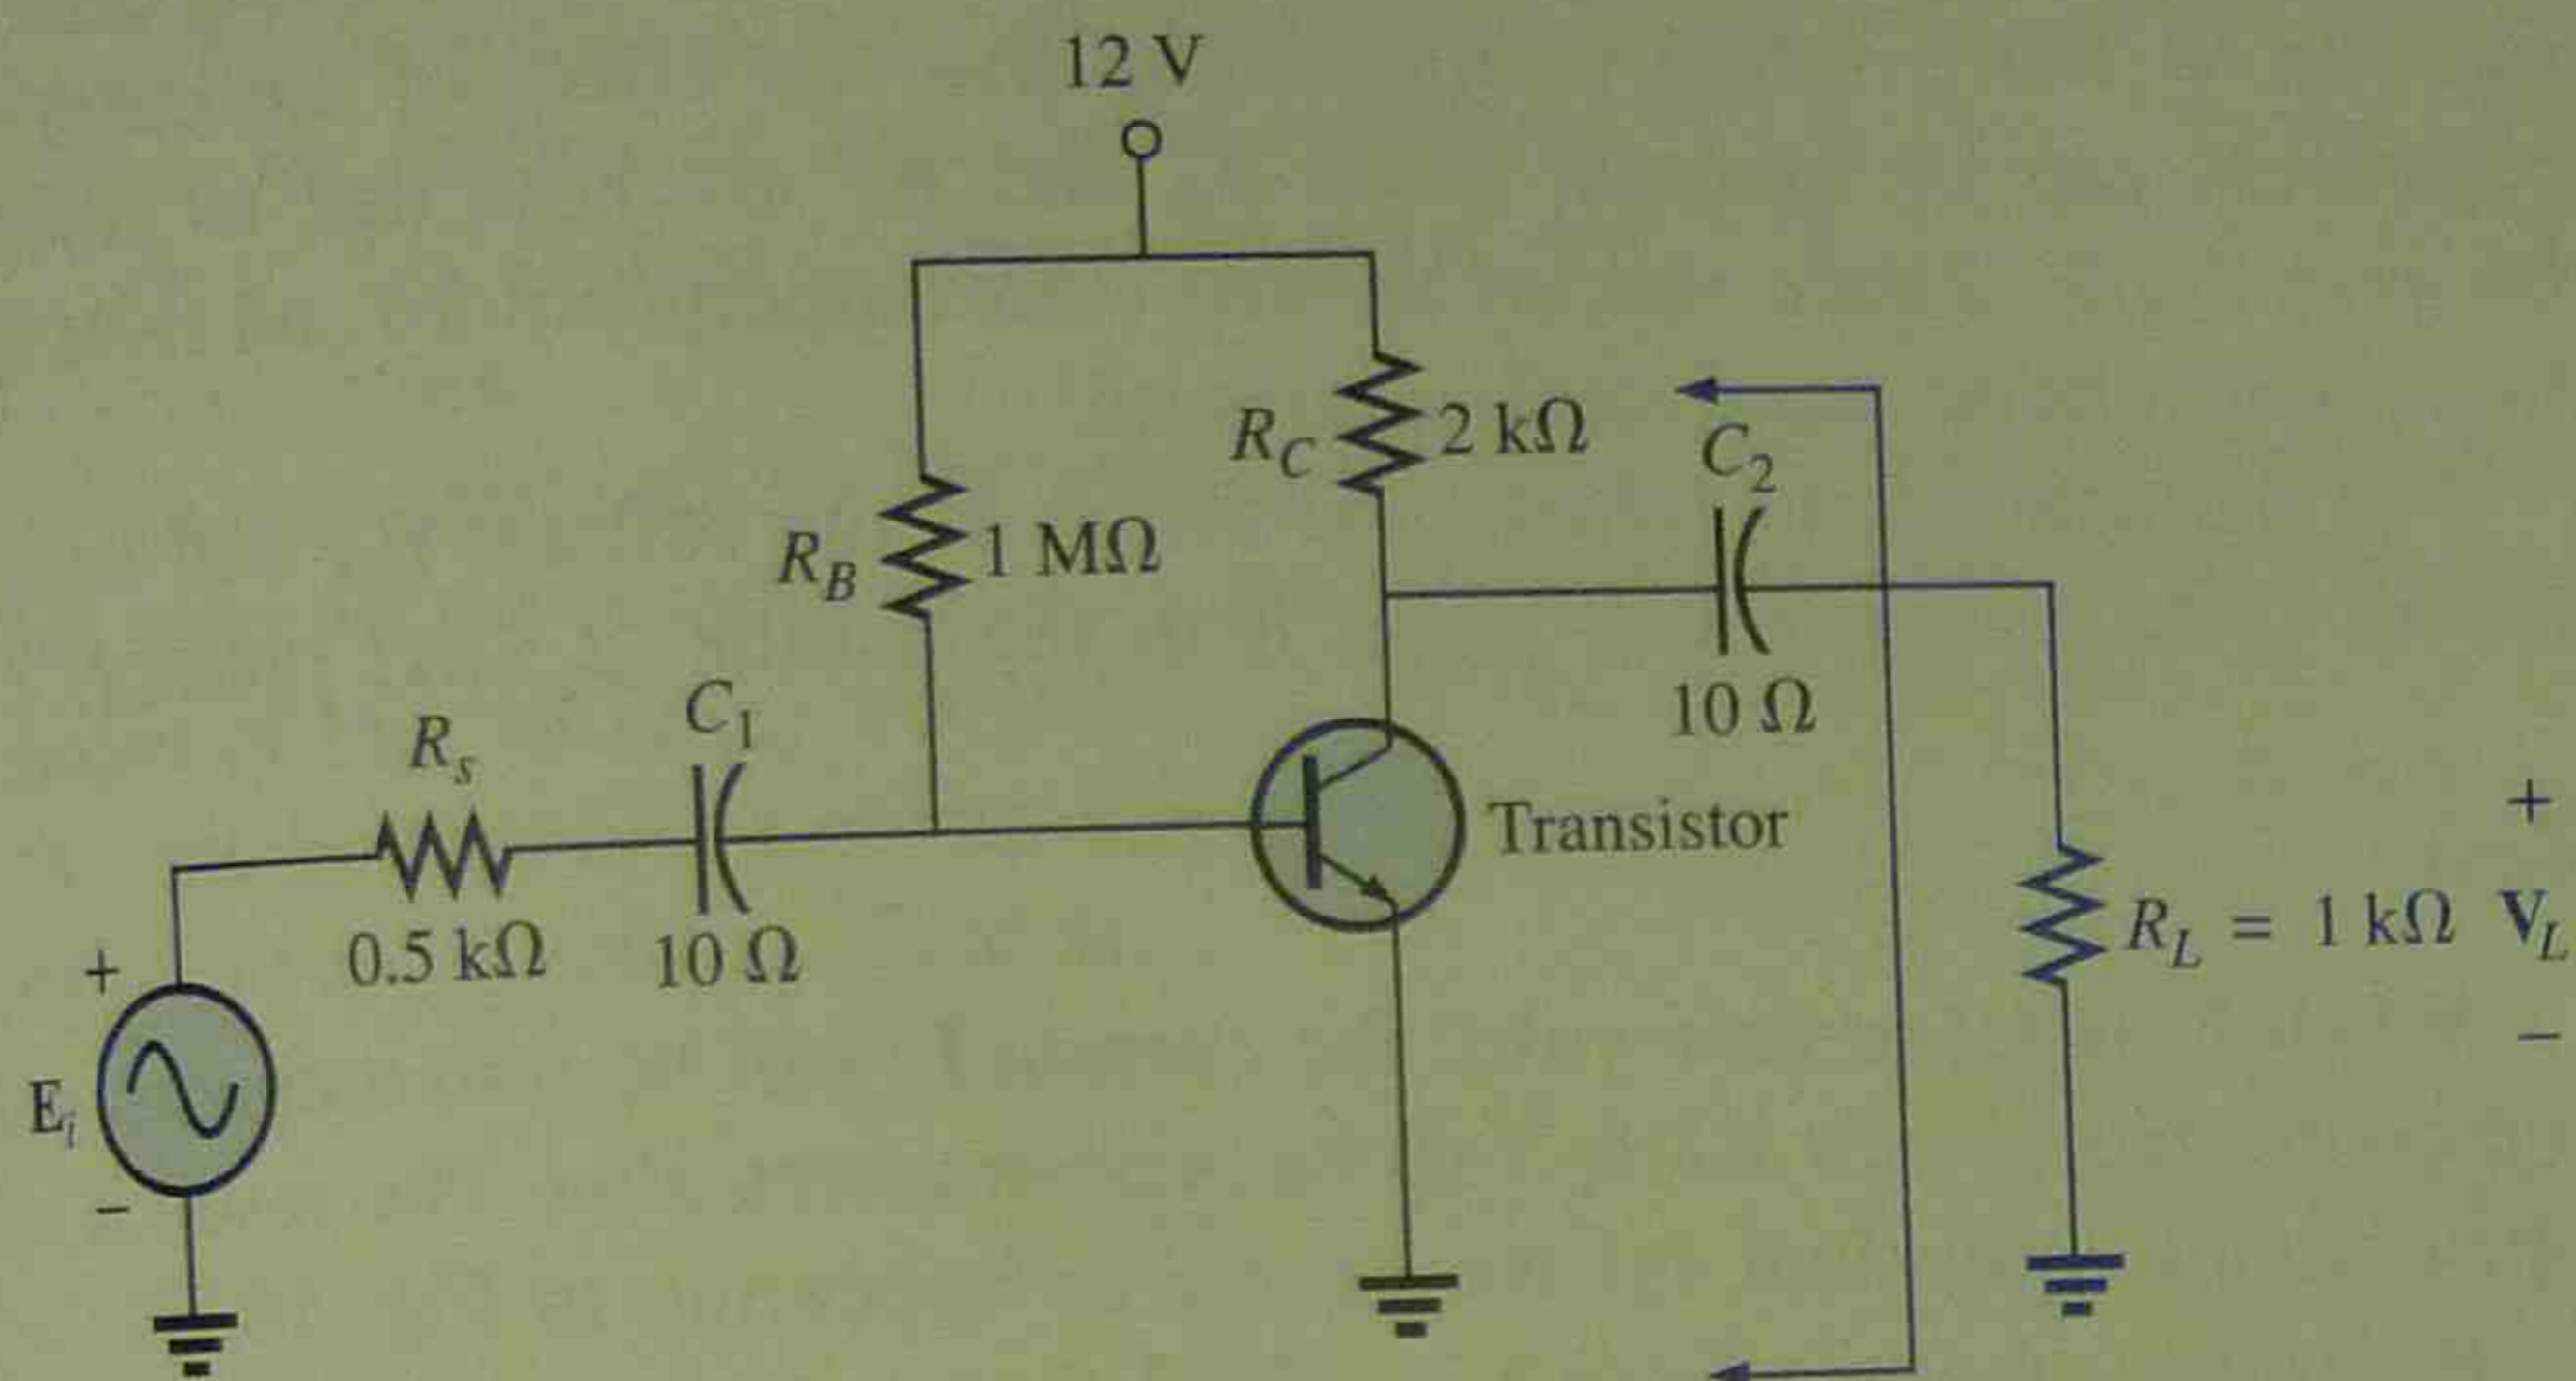 12 V
R_C 2 kΩ
C_2
R_B 1 MΩ
10 Ω
R_s
C_1
Transistor
+
0.5 kΩ
10 Ω
R_L = 1 kΩ V_L
+
E_i
−
−